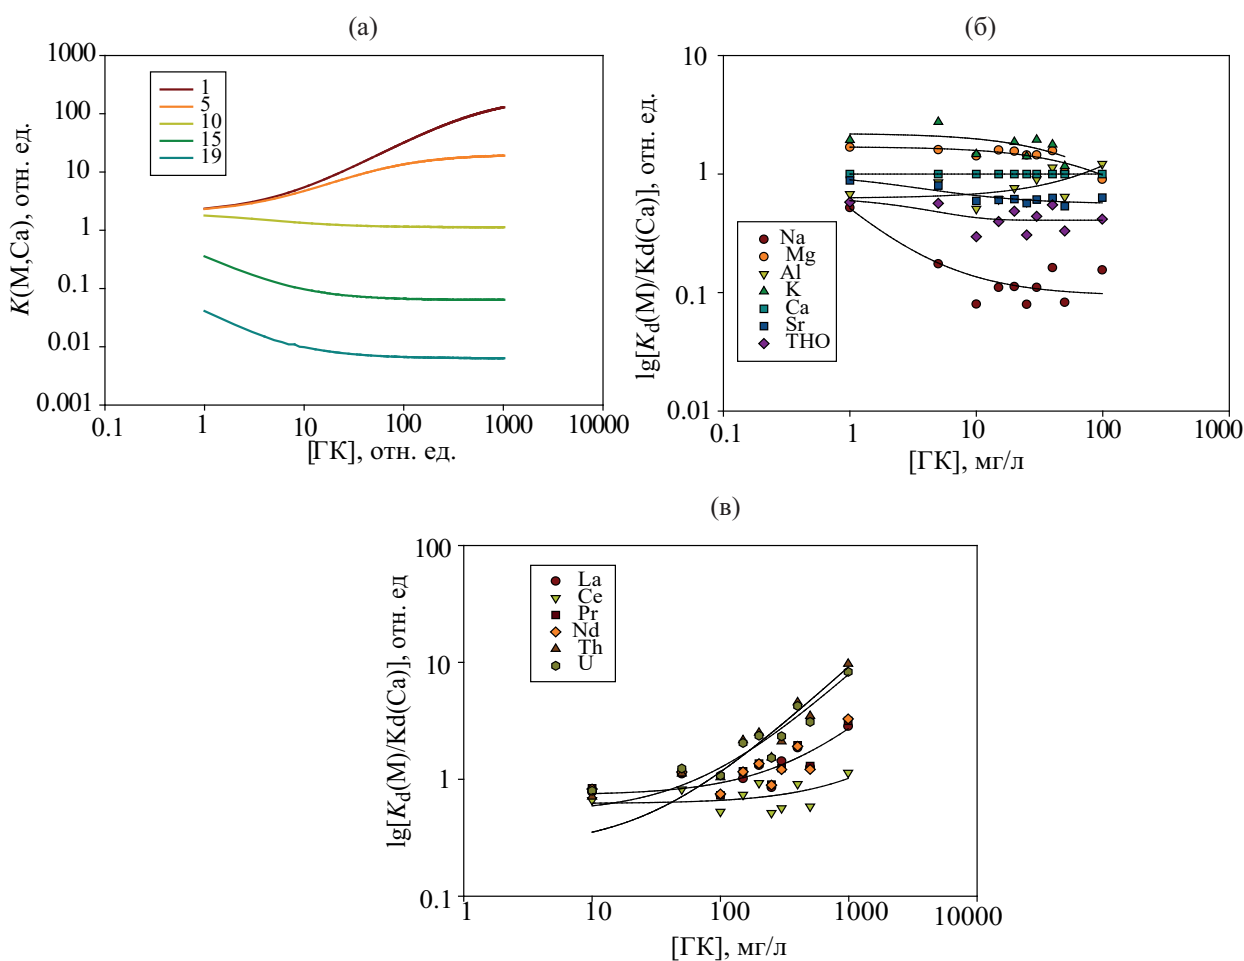 (а)
K(M,Ca), отн. ед.
1000
100
10
1
0.1
0.01
0.001
1
5
10
15
19
0.1
1
10
100
1000
10000
[ГК], отн. ед.
(б)
lg[Kd(M)/Kd(Ca)], отн. ед.
10
1
0.1
0.01
Na
Mg
Al
K
Ca
Sr
THO
0.1
1
10
100
1000
[ГК], мг/л
(в)
lg[Kd(M)/Kd(Ca)], отн. ед
100
10
1
0.1
La
Ce
Pr
Nd
Th
U
1
10
100
1000
10000
[ГК], мг/л